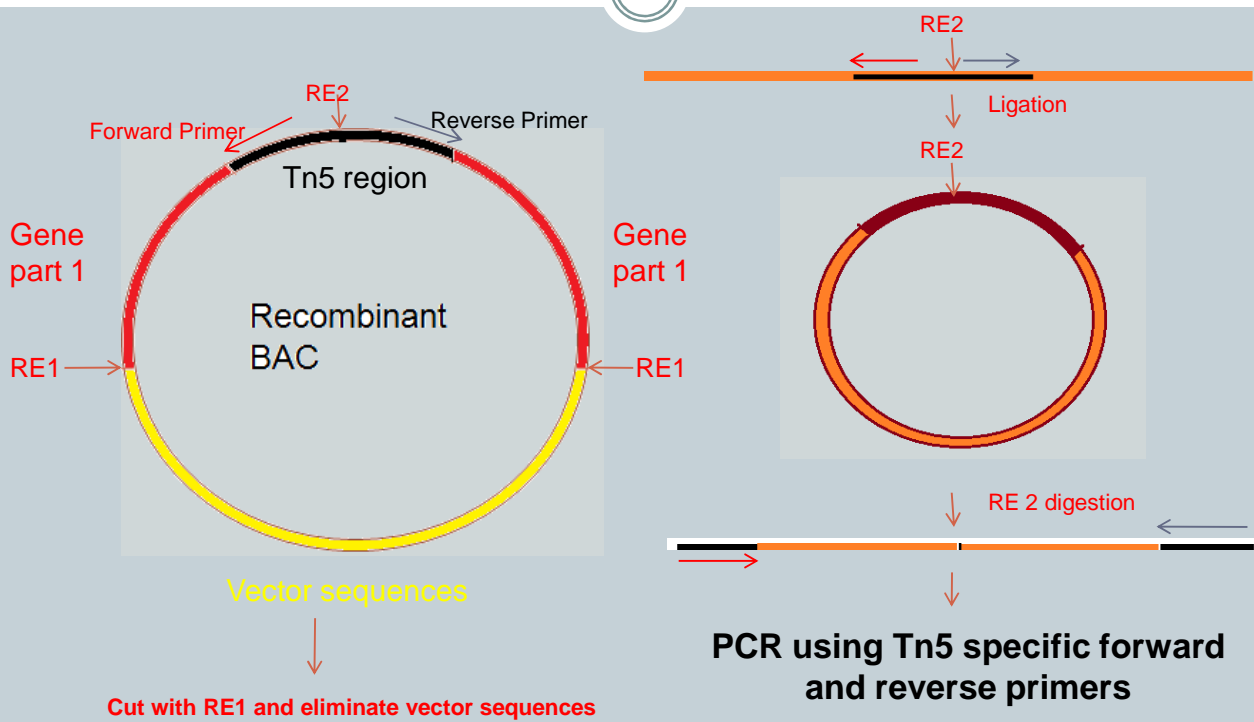 RE2
Forward Primer
Reverse Primer
Tn5 region
Gene
part 1
Gene
part 1
Recombinant
BAC
RE1
RE1
Vector sequences
Cut with RE1 and eliminate vector sequences
RE2
Ligation
RE2
RE 2 digestion
PCR using Tn5 specific forward
and reverse primers